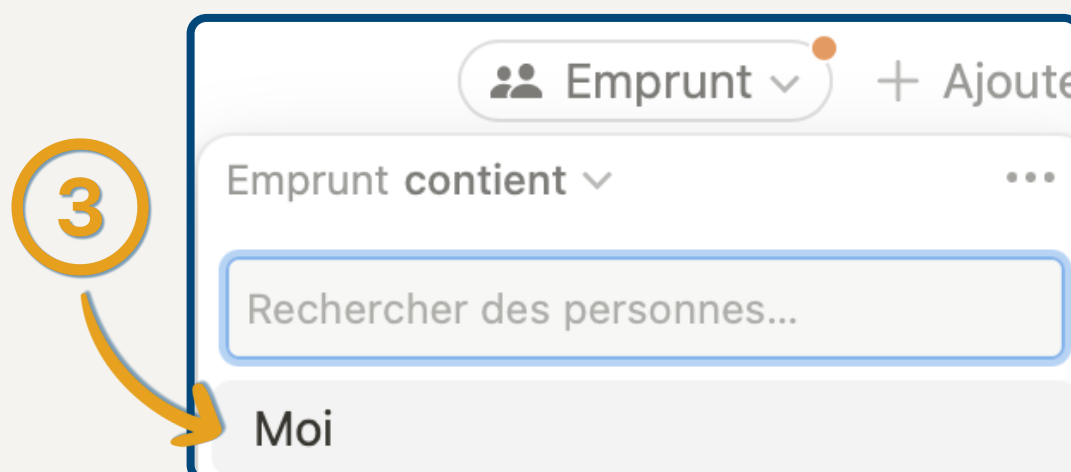 Emprunt + Ajoute
Emprunt contient ...
3
Rechercher des personnes...
Moi